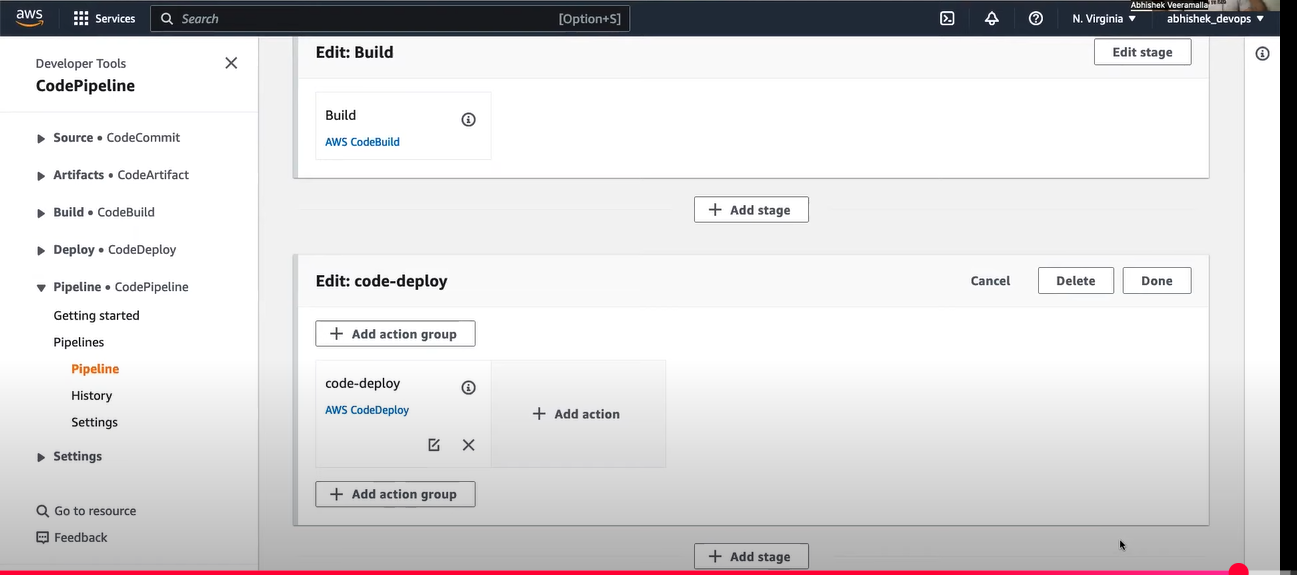 Abhishek Veeramalla
aws
Services
Search
[Option+S]
N. Virginia ▼
abhishek_devops ▼
Developer Tools
CodePipeline
Source • CodeCommit
Artifacts • CodeArtifact
Build • CodeBuild
Deploy • CodeDeploy
Pipeline • CodePipeline
Getting started
Pipelines
Pipeline
History
Settings
Settings
Go to resource
Feedback
Edit: Build
Edit stage
Build
AWS CodeBuild
+ Add stage
Edit: code-deploy
Cancel
Delete
Done
+ Add action group
code-deploy
AWS CodeDeploy
+ Add action
+ Add action group
+ Add stage